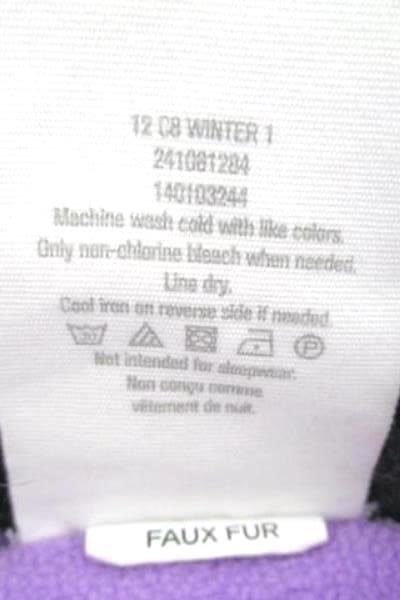 12 C8 WINTER 1
241081284
140103244
Machine wash cold with like colors.
Only non-chlorine bleach when needed.
Line dry.
Cool iron on reverse side if needed.
30 P
Not intended for sleepwear.
Non conçu comme
vêtement de nuit.
FAUX FUR